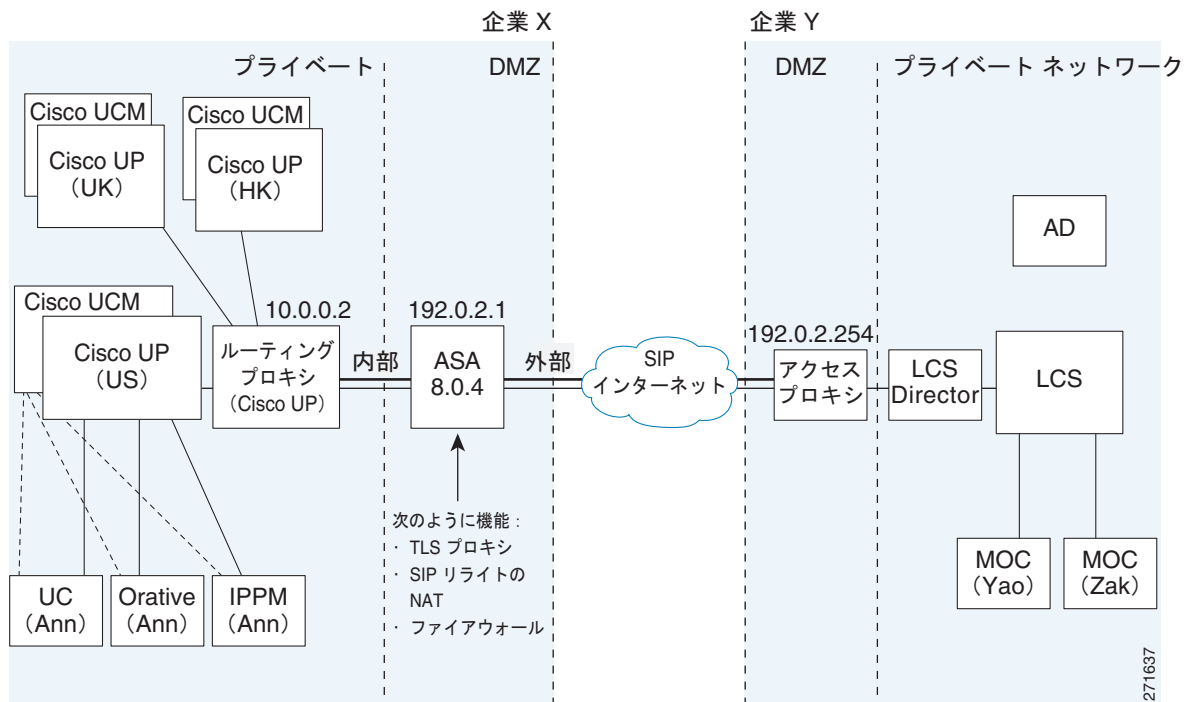 企業 X
企業 Y
プライベート
DMZ
DMZ
プライベート ネットワーク
Cisco UCM
Cisco UP
（UK）
Cisco UCM
Cisco UP
（HK）
AD
Cisco UCM
Cisco UP
（US）
10.0.0.2
ルーティング
プロキシ
（Cisco UP）
内部
192.0.2.1
ASA
8.0.4
外部
SIP
インターネット
192.0.2.254
アクセス
プロキシ
LCS
Director
LCS
次のように機能：
・ TLS プロキシ
・ SIP リライトの
NAT
・ ファイアウォール
UC
（Ann）
Orative
（Ann）
IPPM
（Ann）
MOC
（Yao）
MOC
（Zak）
271637